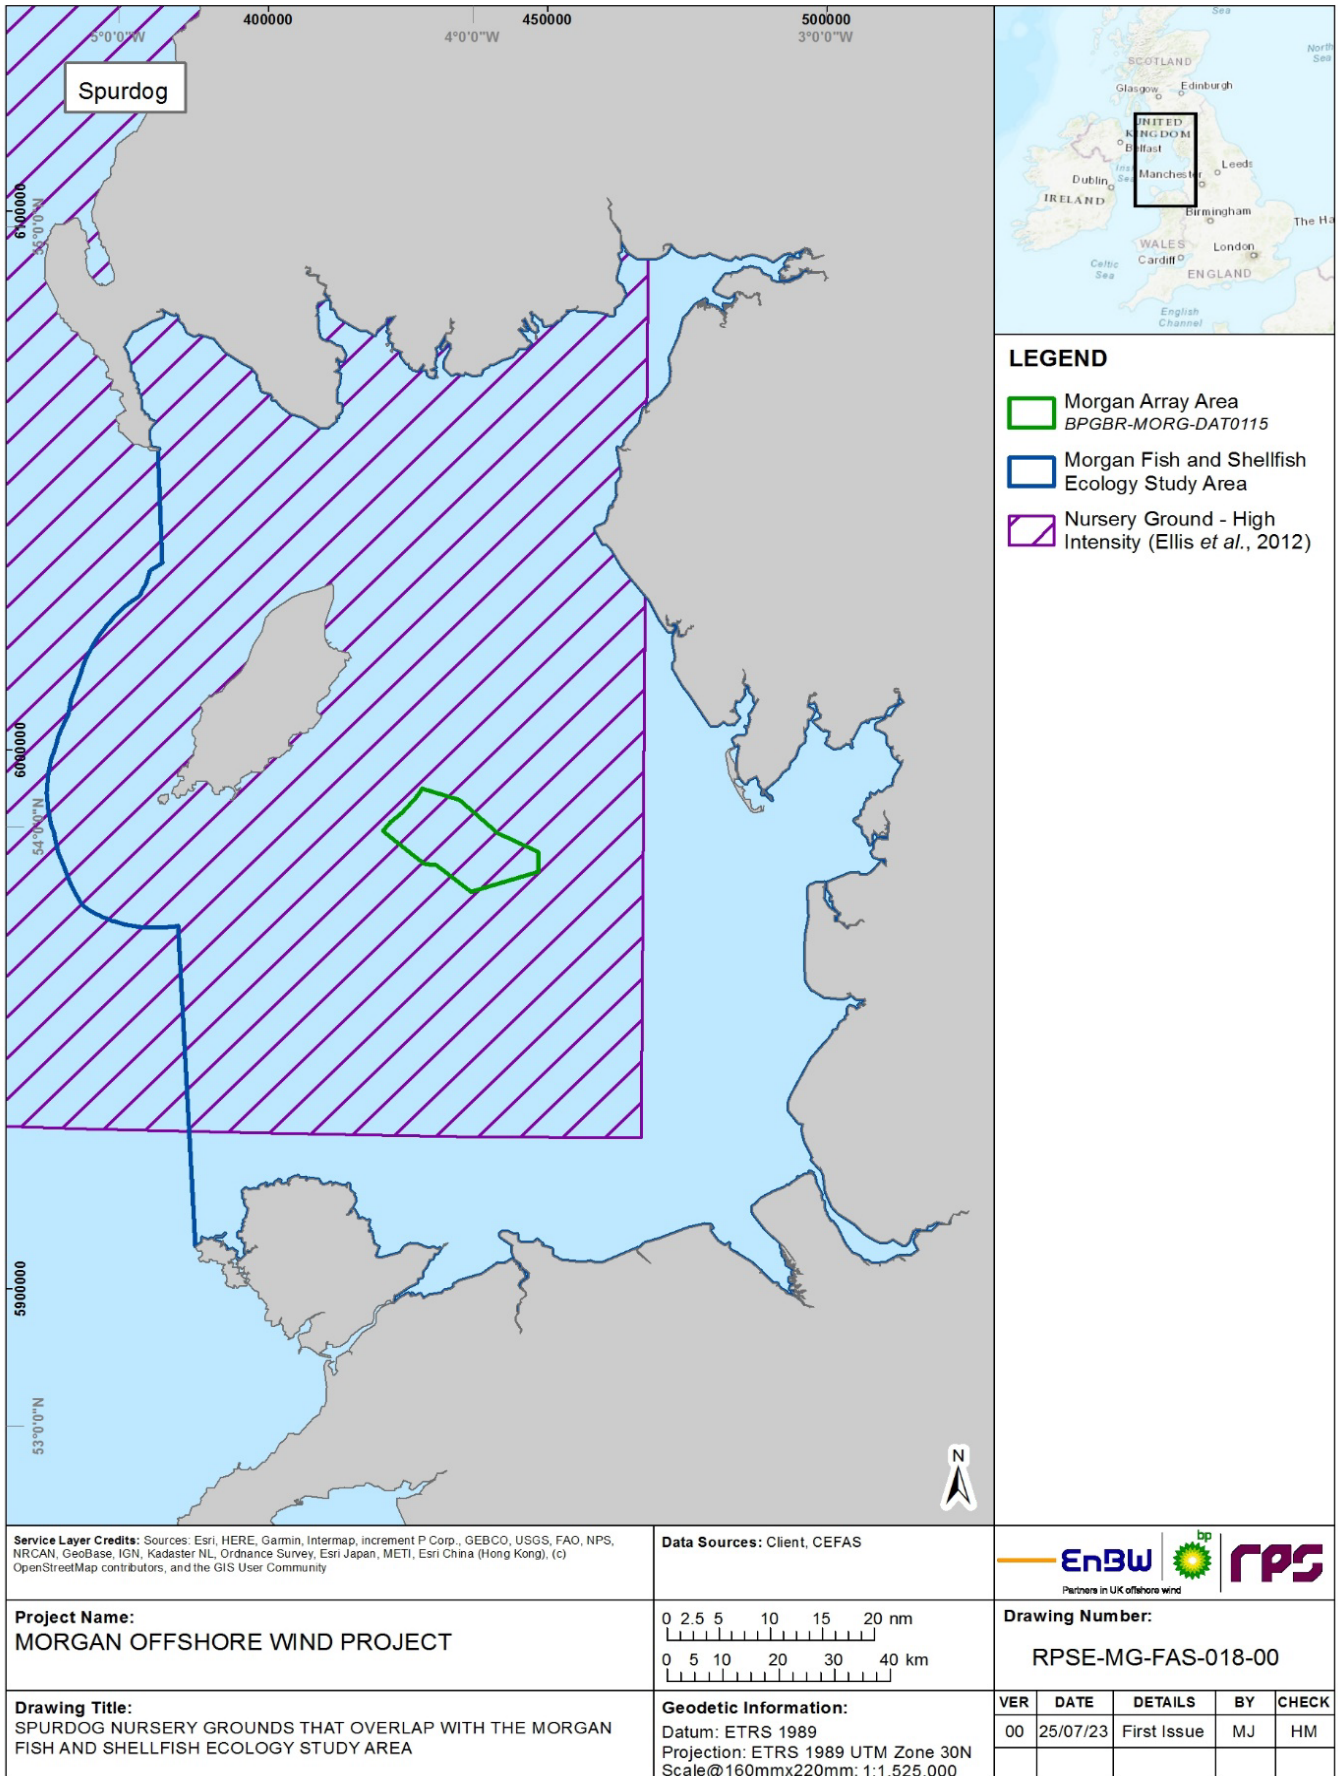 400000
450000
500000
5°0'0"W
4°0'0"W
3°0'0"W
Spurdog
6100000
55°0'0"N
6000000
54°0'0"N
5900000
53°0'0"N
N
Sea
North
Sea
SCOTLAND
Glasgow
Edinburgh
UNITED
KINGDOM
Belfast
Irish
Sea
Leeds
Dublin
Manchester
IRELAND
Birmingham
The Ha
WALES
London
Cardiff
Celtic
Sea
ENGLAND
English
Channel
LEGEND
Morgan Array Area
BPGBR-MORG-DAT0115
Morgan Fish and Shellfish
Ecology Study Area
Nursery Ground - High
Intensity (Ellis et al., 2012)
Service Layer Credits: Sources: Esri, HERE, Garmin, Intermap, increment P Corp., GEBCO, USGS, FAO, NPS,
NRCAN, GeoBase, IGN, Kadaster NL, Ordnance Survey, Esri Japan, METI, Esri China (Hong Kong), (c)
OpenStreetMap contributors, and the GIS User Community
Data Sources: Client, CEFAS
EnBW
bp
rps
Partners in UK offshore wind
Project Name:
MORGAN OFFSHORE WIND PROJECT
0 2.5 5 10 15 20 nm
0 5 10 20 30 40 km
Drawing Number:
RPSE-MG-FAS-018-00
Drawing Title:
SPURDOG NURSERY GROUNDS THAT OVERLAP WITH THE MORGAN
FISH AND SHELLFISH ECOLOGY STUDY AREA
Geodetic Information:
Datum: ETRS 1989
Projection: ETRS 1989 UTM Zone 30N
Scale@160mmx220mm: 1:1,525,000
VER DATE DETAILS BY CHECK
00 25/07/23 First Issue MJ HM